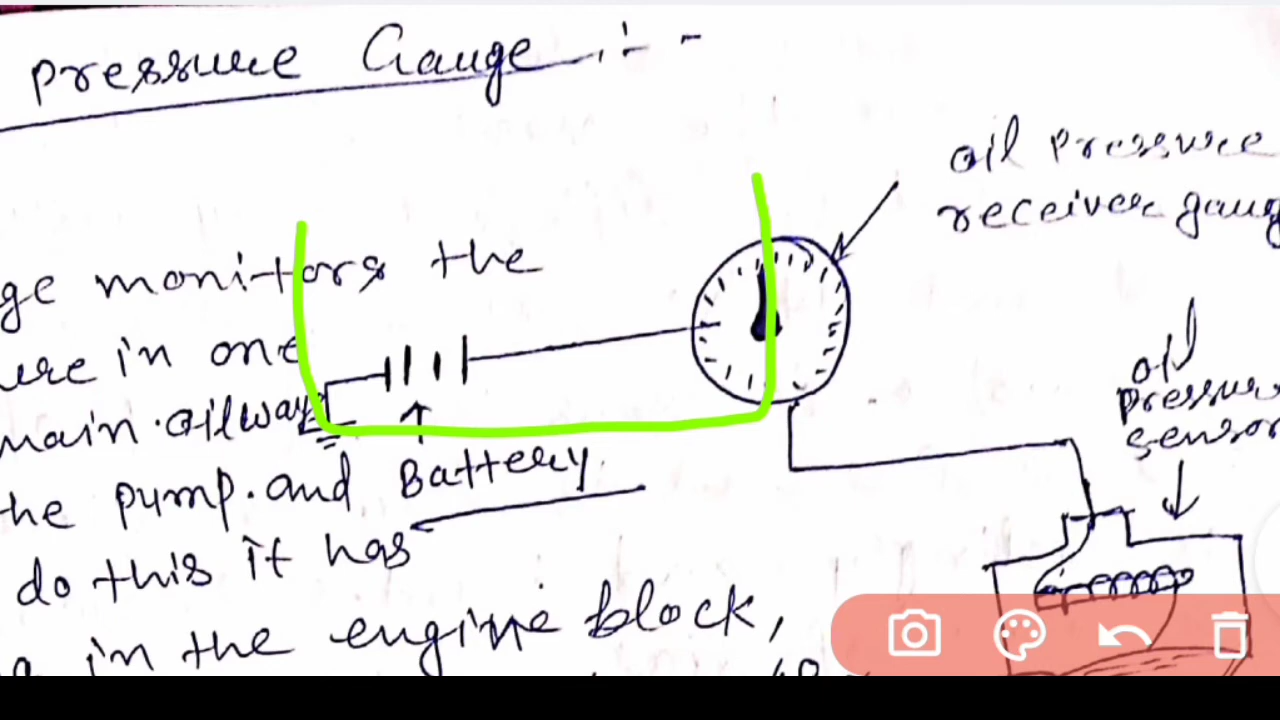 Pressure Gauge :-
oil Pressure
receiver gaug
ge monitors the
ure in one
oil
Pressure
sensor
main oilway
the pump. and
Battery
do this it has
in the engine block,